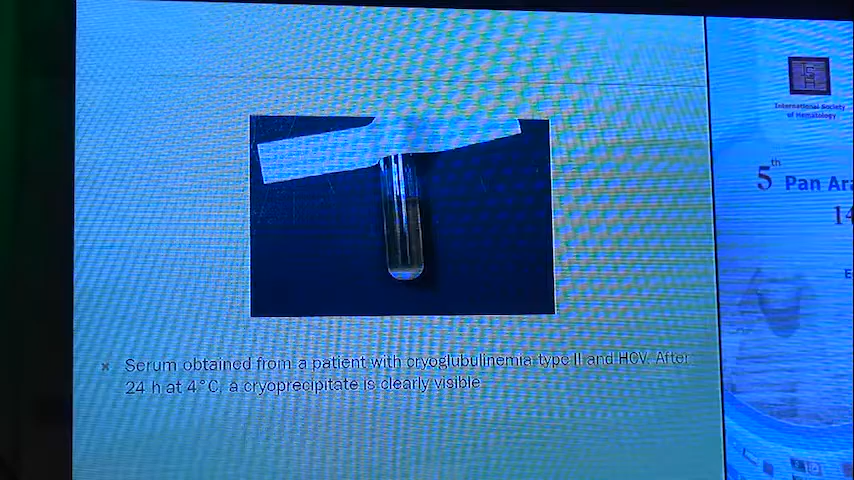 Serum obtained from a patient with cryoglubulinemia type II and HCV. After
24 h at 4°C, a cryoprecipitate is clearly visible
International Society
of Hematology
5th Pan Ara
14
E